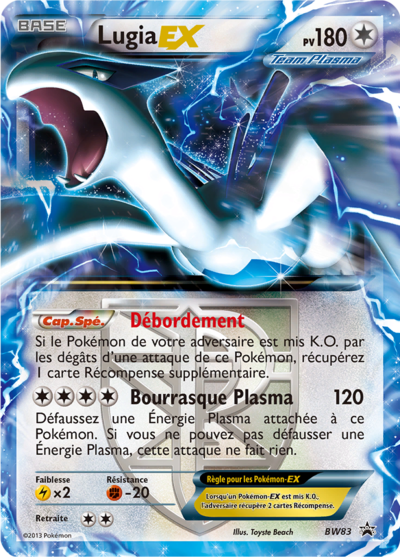 BASE
Lugia EX
PV 180
Team Plasma
Cap. Spé. Débordement
Si le Pokémon de votre adversaire est mis K.O. par
les dégâts d'une attaque de ce Pokémon, récupérez
1 carte Récompense supplémentaire.
Bourrasque Plasma 120
Défaussez une Énergie Plasma attachée à ce
Pokémon. Si vous ne pouvez pas défausser une
Énergie Plasma, cette attaque ne fait rien.
Faiblesse Résistance
×2 -20
Règle pour les Pokémon-EX
Lorsqu'un Pokémon-EX est mis K.O.,
l'adversaire récupère 2 cartes Récompense.
Retraite
©2013 Pokémon
Illus. Toyste Beach
BW83
PROMO